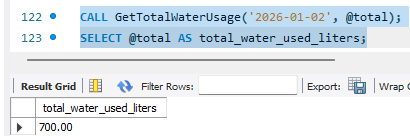 122 CALL GetTotalWaterUsage('2026-01-02', @total);
123 SELECT @total AS total_water_used_liters;
Result Grid Filter Rows: Export: Wrap C
total_water_used_liters
700.00